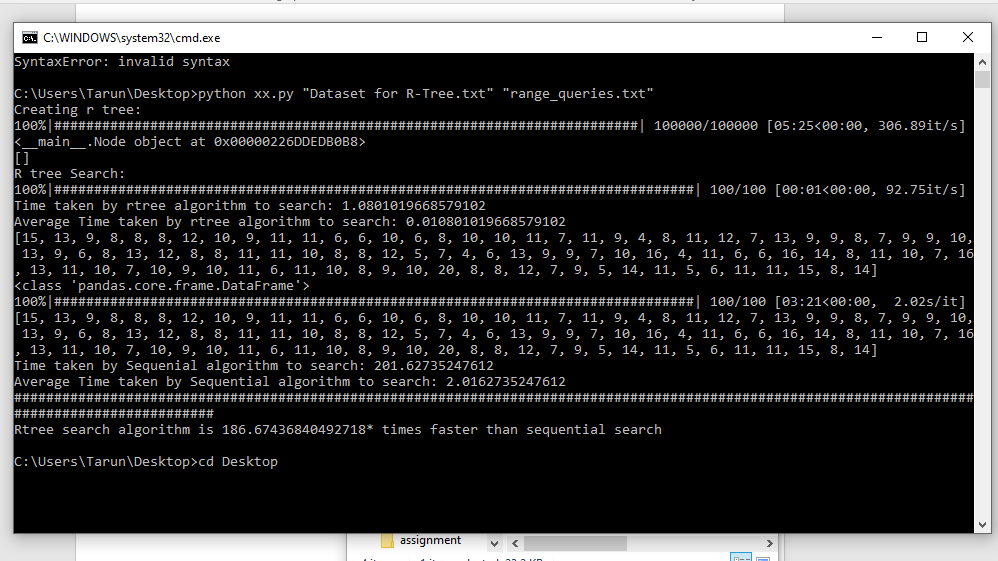 C:\WINDOWS\system32\cmd.exe
SyntaxError: invalid syntax
C:\Users\Tarun\Desktop>python xx.py "Dataset for R-Tree.txt" "range_queries.txt"
Creating r tree:
100%|#########################################################################| 100000/100000 [05:25<00:00, 306.89it/s]
<__main__.Node object at 0x00000226DDEDB0B8>
[]
R tree Search:
100%|################################################################################| 100/100 [00:01<00:00, 92.75it/s]
Time taken by rtree algorithm to search: 1.0801019668579102
Average Time taken by rtree algorithm to search: 0.010801019668579102
[15, 13, 9, 8, 8, 8, 12, 10, 9, 11, 11, 6, 6, 10, 6, 8, 10, 10, 11, 7, 11, 9, 4, 8, 11, 12, 7, 13, 9, 9, 8, 7, 9, 9, 10,
13, 9, 6, 8, 13, 12, 8, 8, 11, 11, 10, 8, 8, 12, 5, 7, 4, 6, 13, 9, 9, 7, 10, 16, 4, 11, 6, 6, 16, 14, 8, 11, 10, 7, 16
, 13, 11, 10, 7, 10, 9, 10, 11, 6, 11, 10, 8, 9, 10, 20, 8, 8, 12, 7, 9, 5, 14, 11, 5, 6, 11, 11, 15, 8, 14]
<class 'pandas.core.frame.DataFrame'>
100%|################################################################################| 100/100 [03:21<00:00,  2.02s/it]
[15, 13, 9, 8, 8, 8, 12, 10, 9, 11, 11, 6, 6, 10, 6, 8, 10, 10, 11, 7, 11, 9, 4, 8, 11, 12, 7, 13, 9, 9, 8, 7, 9, 9, 10,
13, 9, 6, 8, 13, 12, 8, 8, 11, 11, 10, 8, 8, 12, 5, 7, 4, 6, 13, 9, 9, 7, 10, 16, 4, 11, 6, 6, 16, 14, 8, 11, 10, 7, 16
, 13, 11, 10, 7, 10, 9, 10, 11, 6, 11, 10, 8, 9, 10, 20, 8, 8, 12, 7, 9, 5, 14, 11, 5, 6, 11, 11, 15, 8, 14]
Time taken by Sequenial algorithm to search: 201.62735247612
Average Time taken by Sequential algorithm to search: 2.0162735247612
########################################################################################################################
#########################
Rtree search algorithm is 186.67436840492718* times faster than sequential search
C:\Users\Tarun\Desktop>cd Desktop
assignment